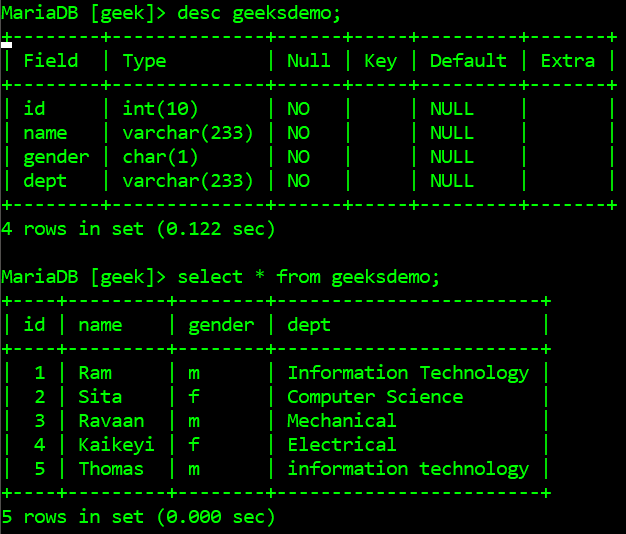 MariaDB [geek]> desc geeksdemo;
+--------+--------------+------+-----+---------+-------+
| Field  | Type         | Null | Key | Default | Extra |
+--------+--------------+------+-----+---------+-------+
| id     | int(10)      | NO   |     | NULL    |       |
| name   | varchar(233) | NO   |     | NULL    |       |
| gender | char(1)      | NO   |     | NULL    |       |
| dept   | varchar(233) | NO   |     | NULL    |       |
+--------+--------------+------+-----+---------+-------+
4 rows in set (0.122 sec)

MariaDB [geek]> select * from geeksdemo;
+----+---------+--------+------------------------+
| id | name    | gender | dept                   |
+----+---------+--------+------------------------+
|  1 | Ram     | m      | Information Technology |
|  2 | Sita    | f      | Computer Science       |
|  3 | Ravaan  | m      | Mechanical             |
|  4 | Kaikeyi | f      | Electrical             |
|  5 | Thomas  | m      | information technology |
+----+---------+--------+------------------------+
5 rows in set (0.000 sec)